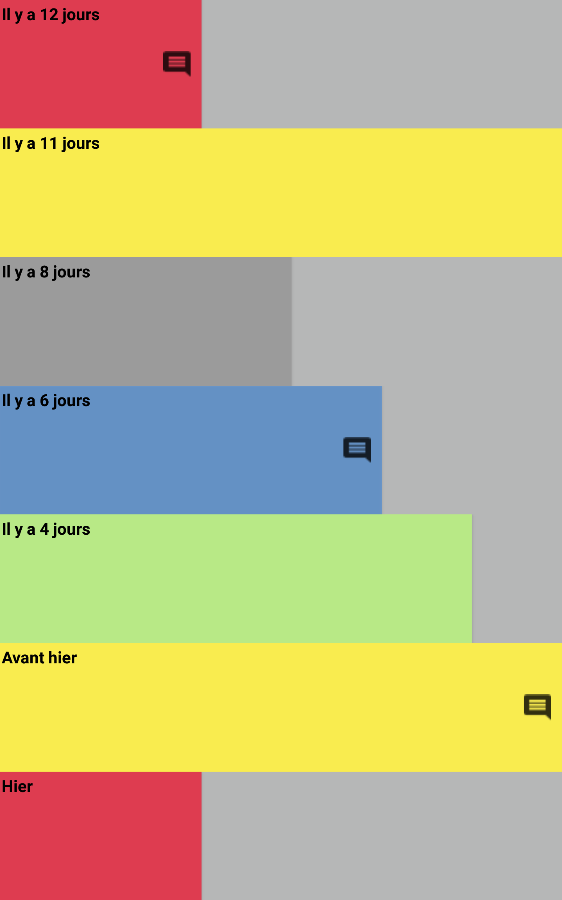 Il y a 12 jours
Il y a 11 jours
Il y a 8 jours
Il y a 6 jours
Il y a 4 jours
Avant hier
Hier